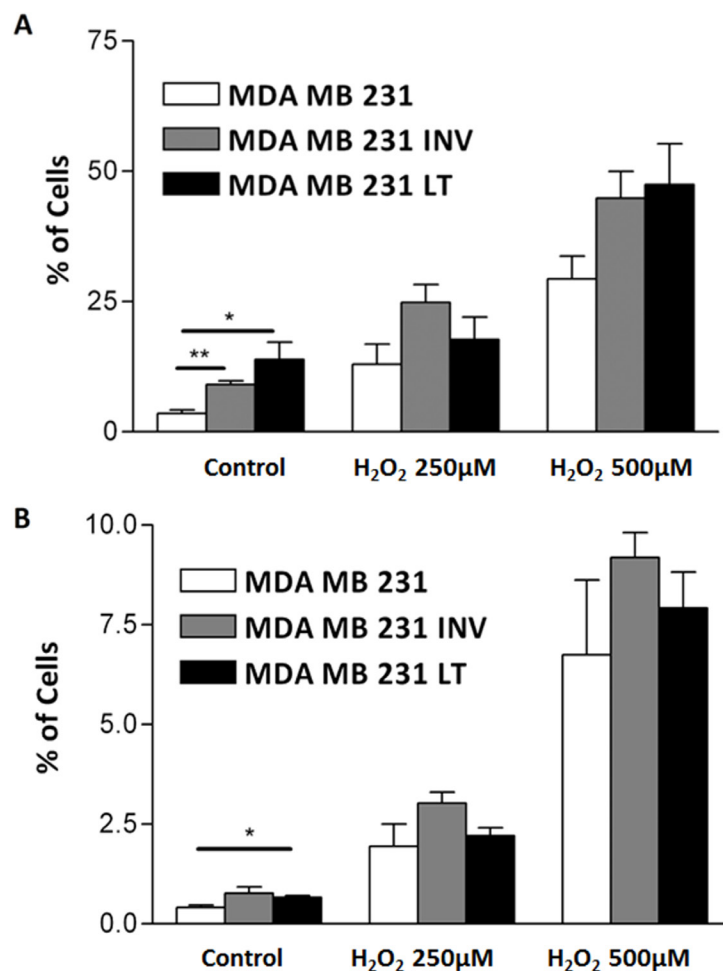 A
75
50
25
0
% of Cells
MDA MB 231
MDA MB 231 INV
MDA MB 231 LT
*
**
Control
H₂O₂ 250µM
H₂O₂ 500µM
B
10.0
7.5
5.0
2.5
0.0
% of Cells
MDA MB 231
MDA MB 231 INV
MDA MB 231 LT
*
Control
H₂O₂ 250µM
H₂O₂ 500µM